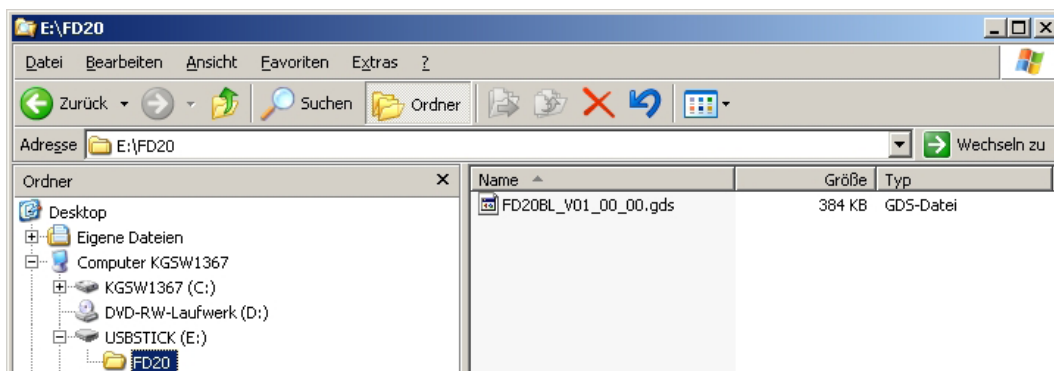 E:\FD20
Datei Bearbeiten Ansicht Favoriten Extras ?
Zurück Suchen Ordner
Adresse E:\FD20 Wechseln zu
Ordner Name Größe Typ
Desktop FD20BL_V01_00_00.gds 384 KB GDS-Datei
Eigene Dateien
Computer KGSW1367
KGSW1367 (C:)
DVD-RW-Laufwerk (D:)
USBSTICK (E:)
FD20